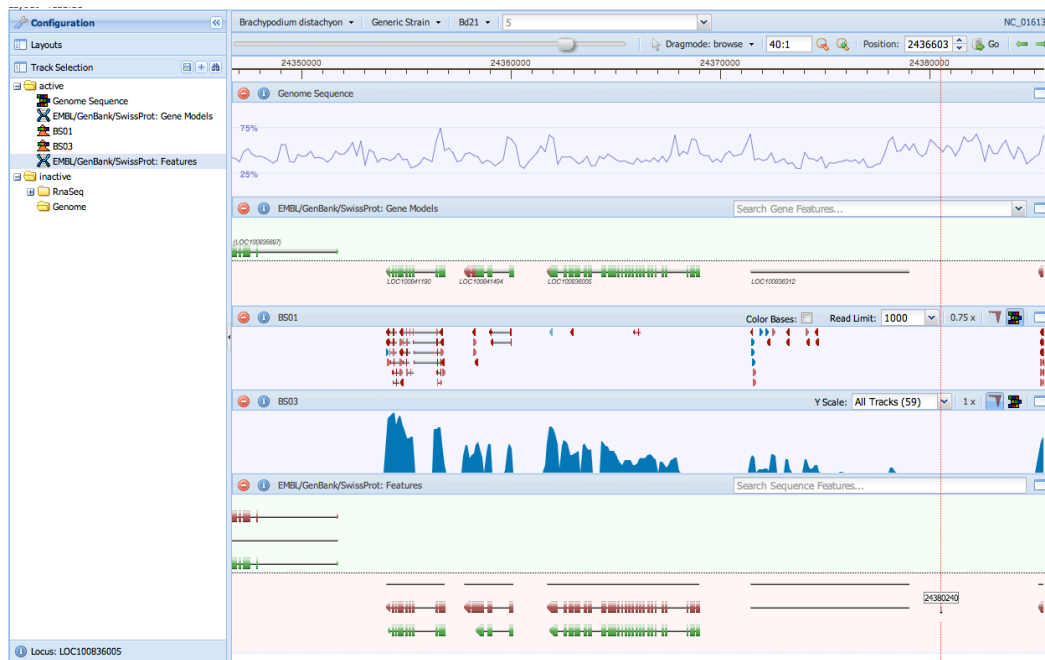 Configuration
Brachypodium distachyon Generic Strain Bd21 5 NC_01613
Layouts
Dragmode: browse 40:1 Position: 2436603 Go
Track Selection
24350000 24360000 24370000 24380000
active
Genome Sequence
EMBL/GenBank/SwissProt: Gene Models
BS01
BS03
EMBL/GenBank/SwissProt: Features
inactive
RnaSeq
Genome
Genome Sequence
75%
25%
EMBL/GenBank/SwissProt: Gene Models Search Gene Features...
(LOC100835697)
LOC100841190 LOC100841494 LOC100836005 LOC100836312
BS01 Color Bases: Read Limit: 1000 0.75 x
BS03 Y Scale: All Tracks (59) 1 x
EMBL/GenBank/SwissProt: Features Search Sequence Features...
24380240
Locus: LOC100836005